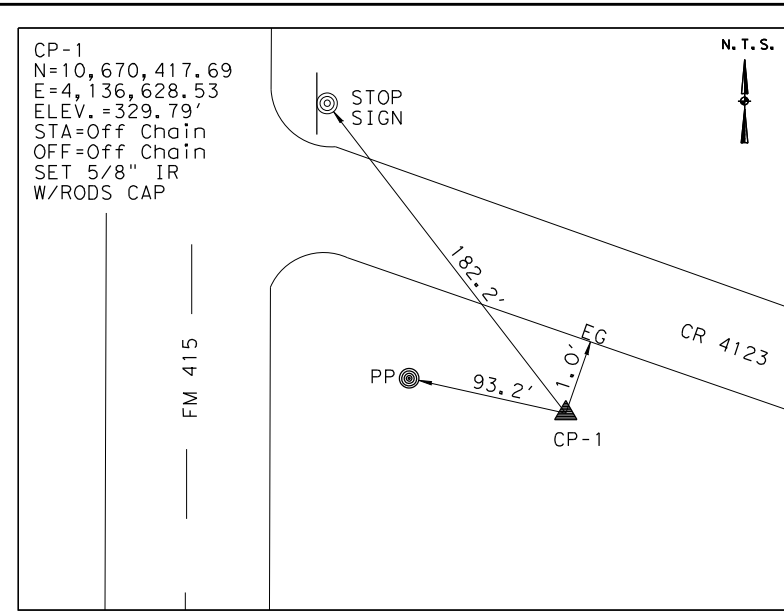 CP-1
N=10,670,417.69
E=4,136,628.53
ELEV.=329.79'
STA=Off Chain
OFF=Off Chain
SET 5/8" IR
W/RODS CAP
N.T.S.
STOP
SIGN
182.2'
EG
CR 4123
1.0'
FM 415
PP
93.2'
CP-1